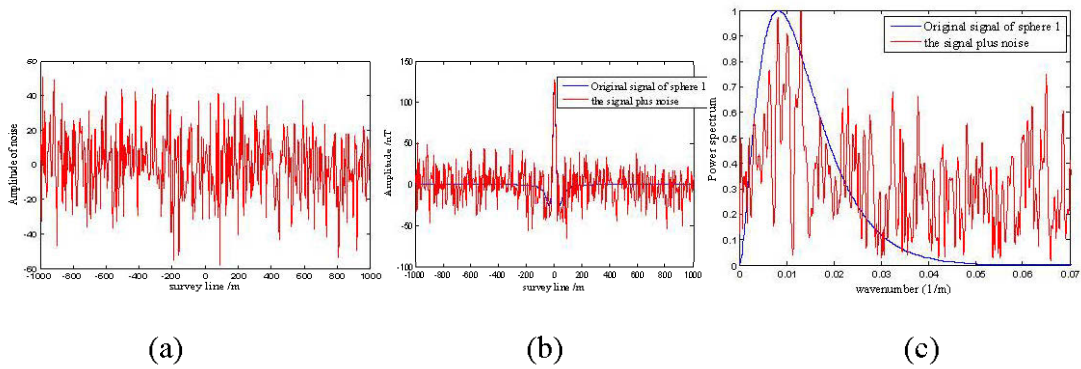 60
40
20
0
-20
-40
-60
-1000 -800 -600 -400 -200 0 200 400 600 800 1000
Amplitude of noise
survey line /m
(a)
150
100
50
0
-50
-100
-1000 -800 -600 -400 -200 0 200 400 600 800 1000
Amplitude /nT
survey line /m
Original signal of sphere 1
the signal plus noise
(b)
1
0.9
0.8
0.7
0.6
0.5
0.4
0.3
0.2
0.1
0
0 0.01 0.02 0.03 0.04 0.05 0.06 0.07
Power spectrum
wavenumber (1/m)
Original signal of sphere 1
the signal plus noise
(c)